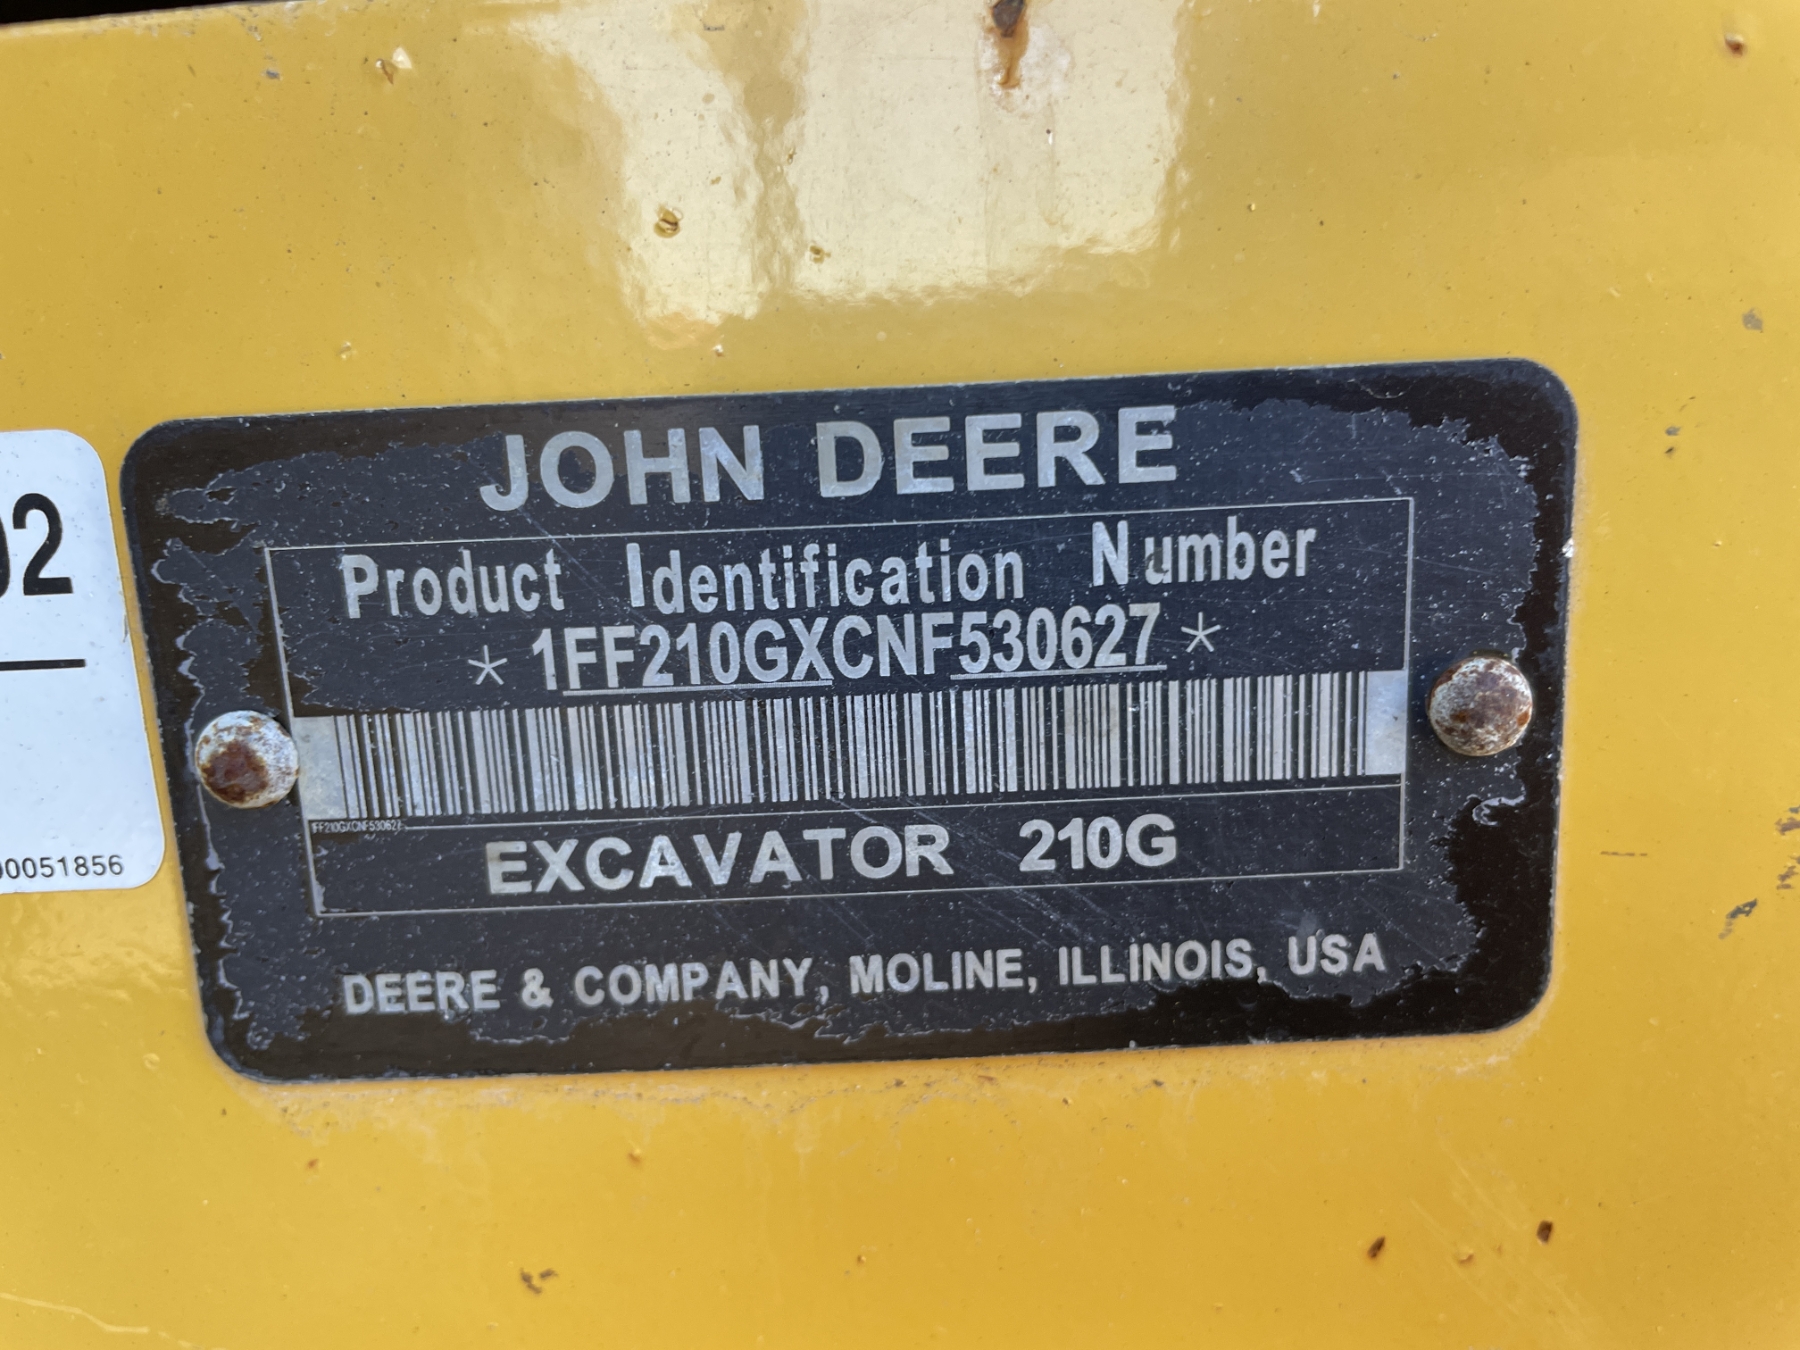 JOHN DEERE
Product Identification Number
* 1FF210GXCNF530627 *
1FF210GXCNF530627
EXCAVATOR 210G
DEERE & COMPANY, MOLINE, ILLINOIS, USA
02
00051856